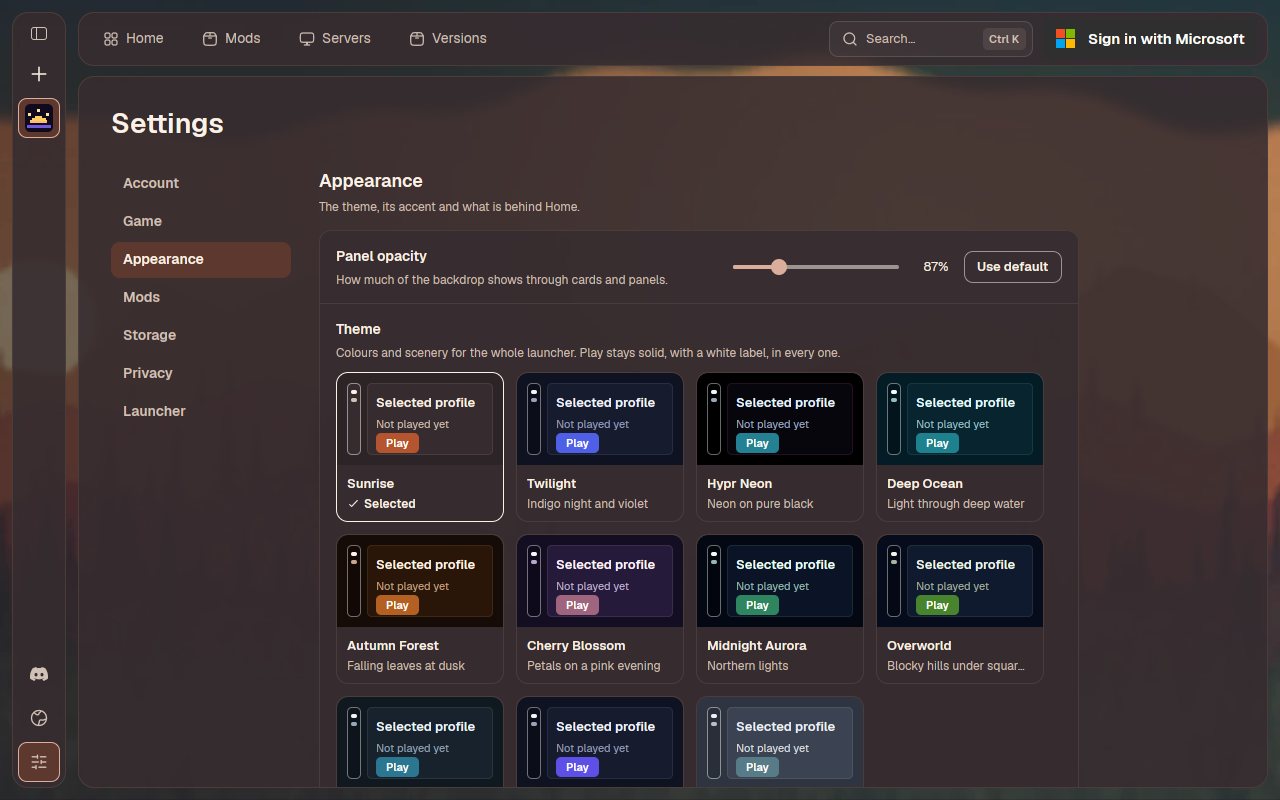 Home
Mods
Servers
Versions
Search...
Ctrl K
Sign in with Microsoft
Settings
Account
Game
Appearance
Mods
Storage
Privacy
Launcher
Appearance
The theme, its accent and what is behind Home.
Panel opacity
How much of the backdrop shows through cards and panels.
87%
Use default
Theme
Colours and scenery for the whole launcher. Play stays solid, with a white label, in every one.
Selected profile
Not played yet
Play
Sunrise
Selected
Selected profile
Not played yet
Play
Twilight
Indigo night and violet
Selected profile
Not played yet
Play
Hypr Neon
Neon on pure black
Selected profile
Not played yet
Play
Deep Ocean
Light through deep water
Selected profile
Not played yet
Play
Autumn Forest
Falling leaves at dusk
Selected profile
Not played yet
Play
Cherry Blossom
Petals on a pink evening
Selected profile
Not played yet
Play
Midnight Aurora
Northern lights
Selected profile
Not played yet
Play
Overworld
Blocky hills under squar...
Selected profile
Not played yet
Play
Selected profile
Not played yet
Play
Selected profile
Not played yet
Play